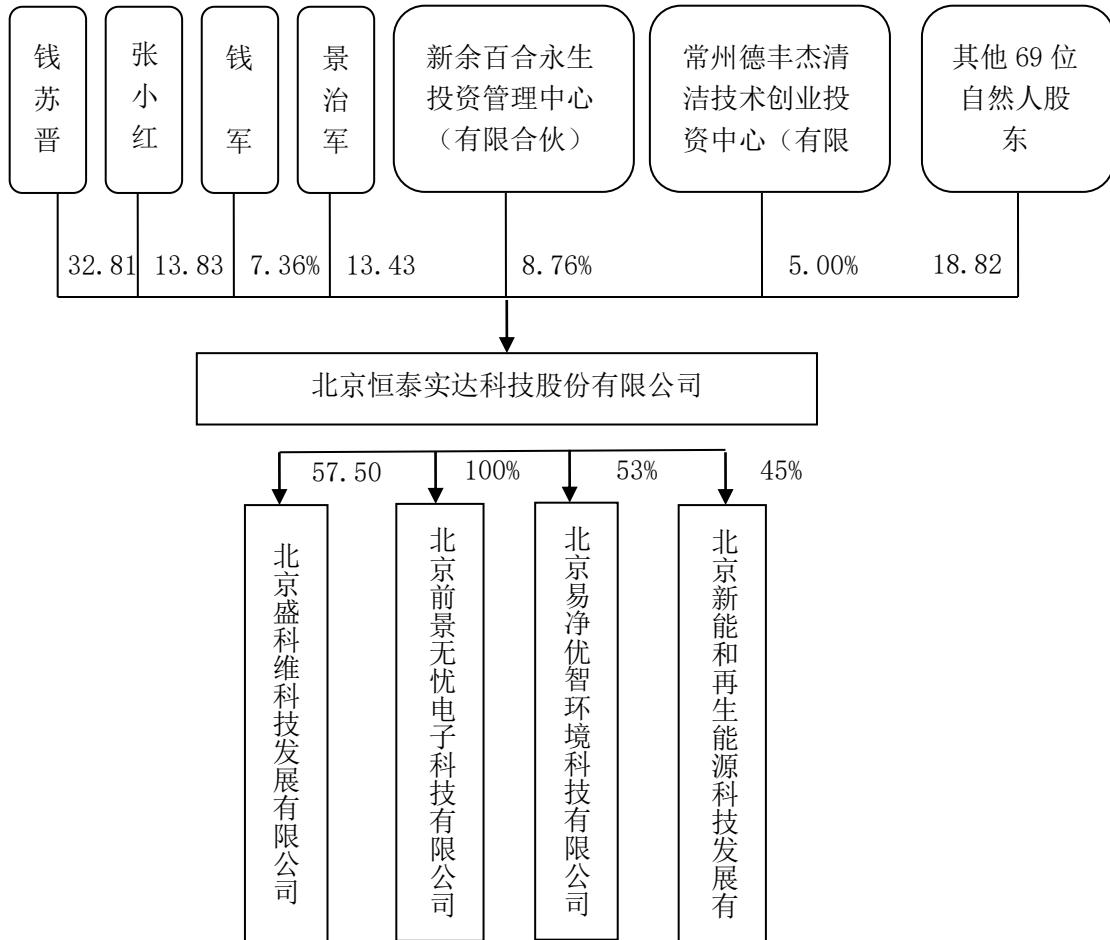 钱苏晋
张小红
钱 军
景治军
新余百合永生
投资管理中心
（有限合伙）
常州德丰杰清
洁技术创业投
资中心（有限
其他 69 位
自然人股
东
32.81
13.83
7.36%
13.43
8.76%
5.00%
18.82
北京恒泰实达科技股份有限公司
57.50
100%
53%
45%
北京盛科维科技发展有限公司
北京前景无忧电子科技有限公司
北京易净优智环境科技有限公司
北京新能和再生能源科技发展有